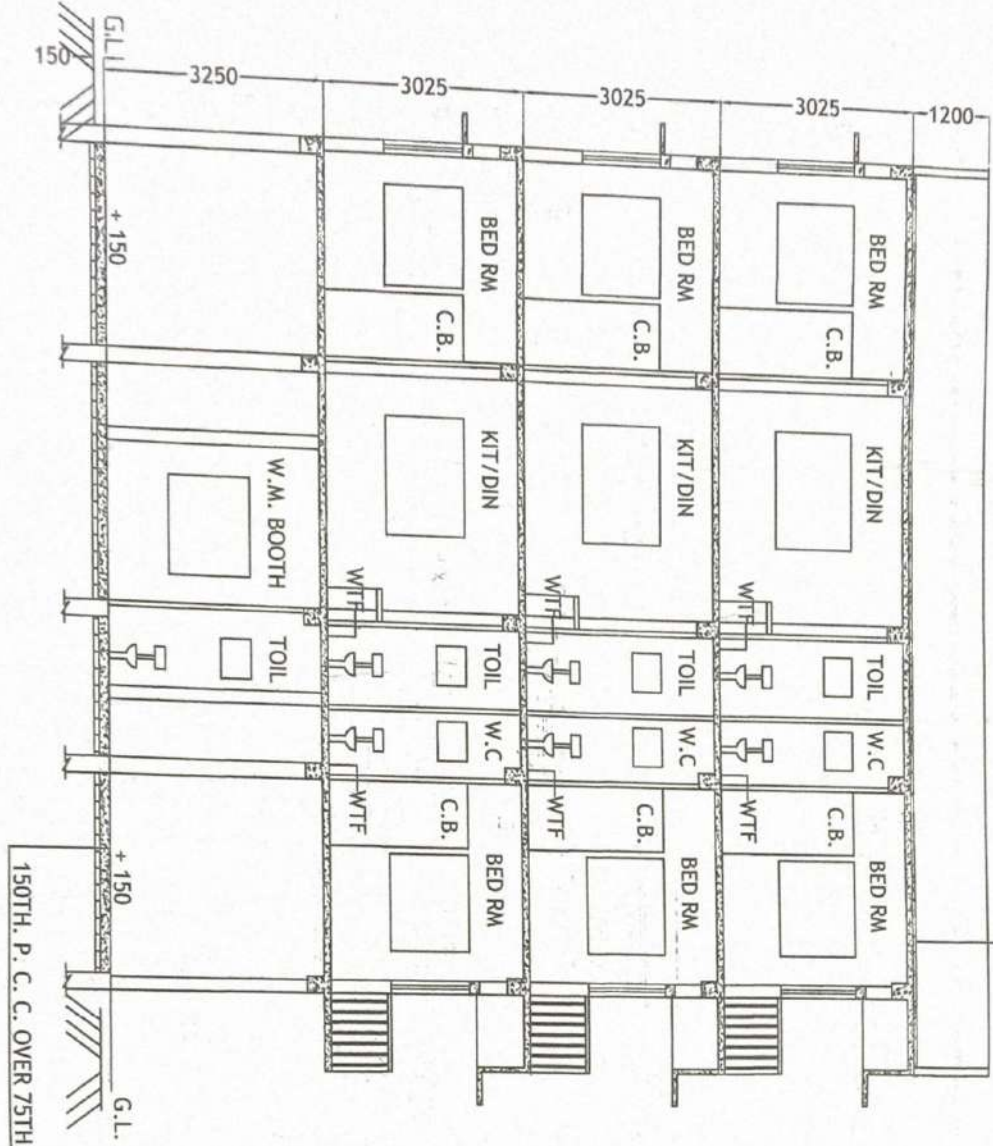 1200
3025
BED RM
C.B.
KIT/DIN
WTF
TOIL
W.C
WTF
C.B.
BED RM
3025
BED RM
C.B.
KIT/DIN
WTF
TOIL
W.C
WTF
C.B.
BED RM
3025
BED RM
C.B.
KIT/DIN
WTF
TOIL
W.C
WTF
C.B.
BED RM
3250
W.M. BOOTH
TOIL
G.L.
150
+ 150
+ 150
G.L.
150TH. P. C. C. OVER 75TH